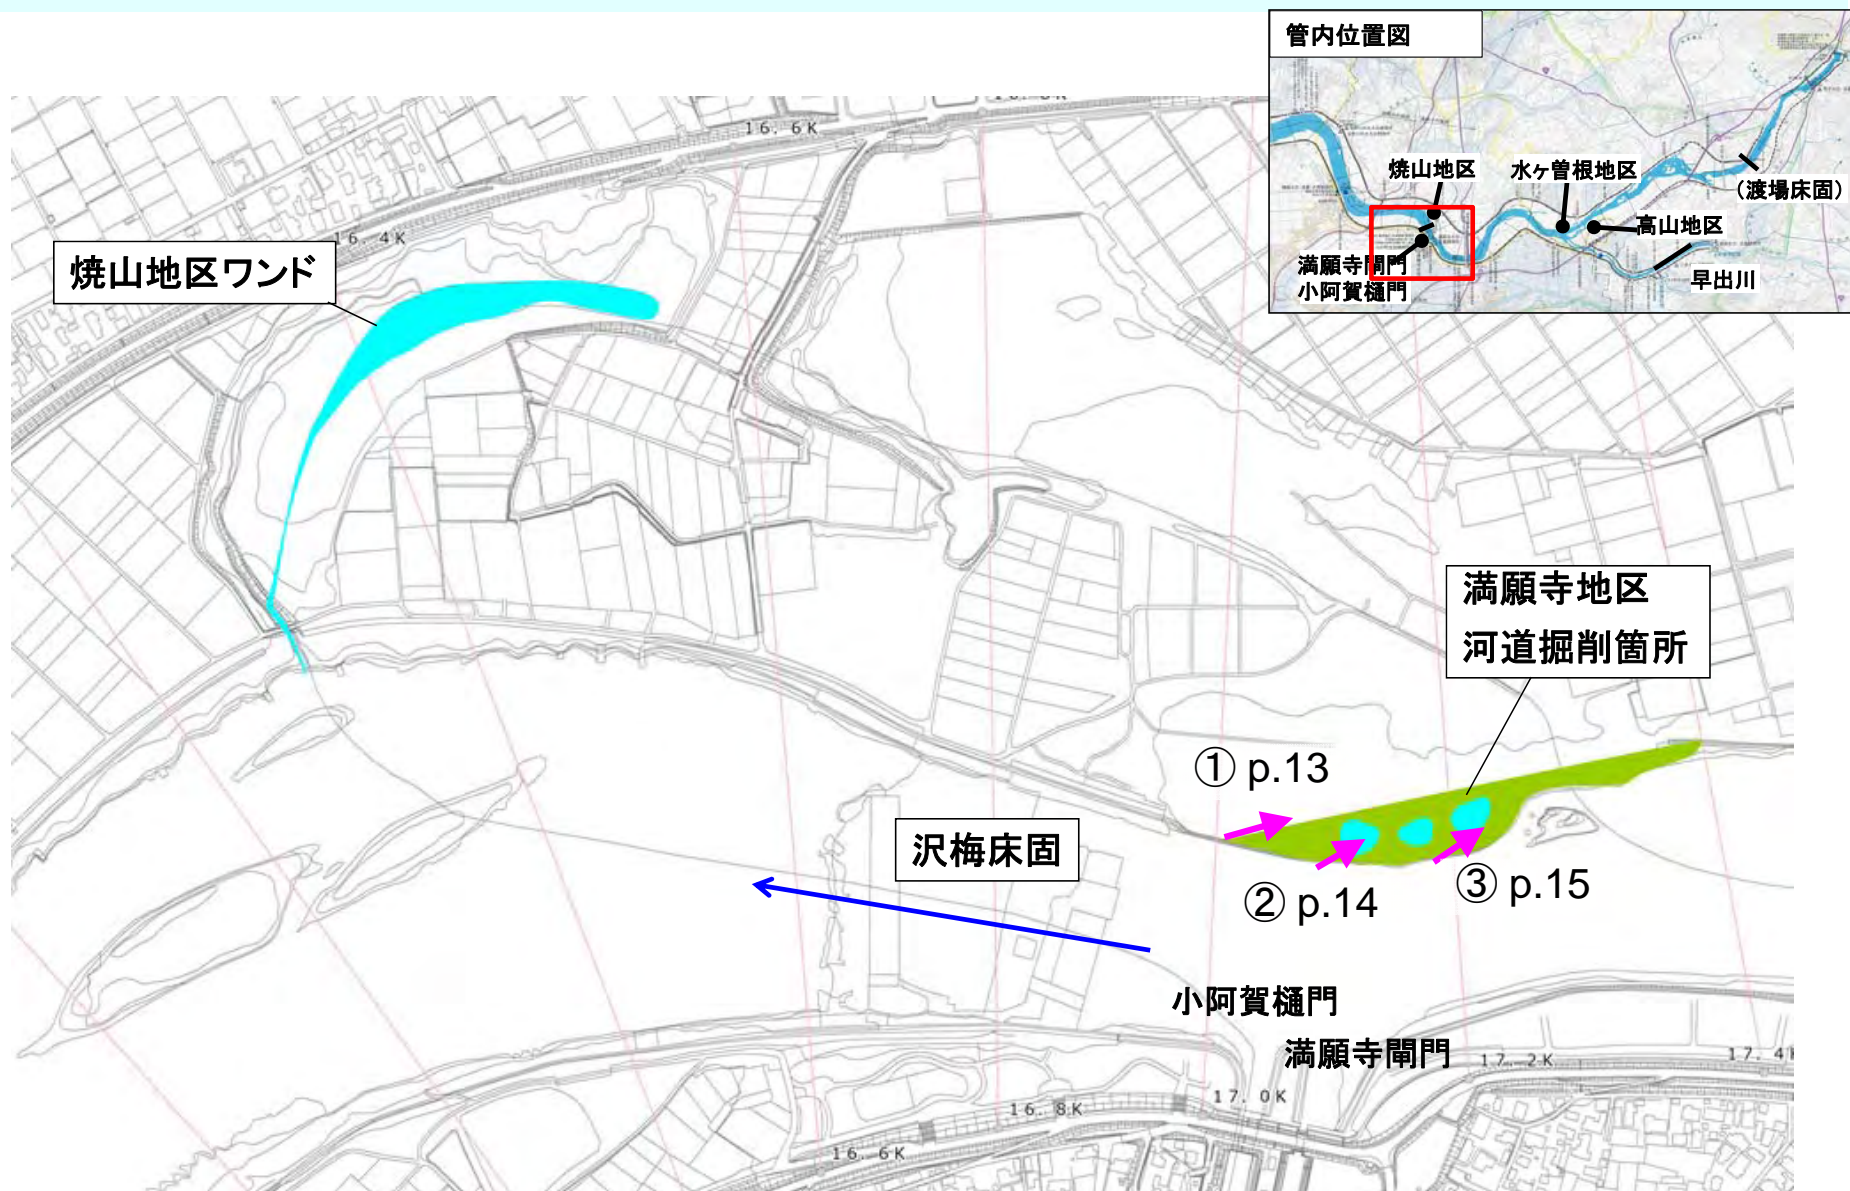 管内位置図
焼山地区
水ヶ曽根地区
(渡場床固)
高山地区
満願寺閘門
小阿賀樋門
早出川
16.6K
16.4K
焼山地区ワンド
満願寺地区
河道掘削箇所
① p.13
沢梅床固
② p.14
③ p.15
小阿賀樋門
満願寺閘門
17.2K
17.4K
17.0K
16.8K
16.6K